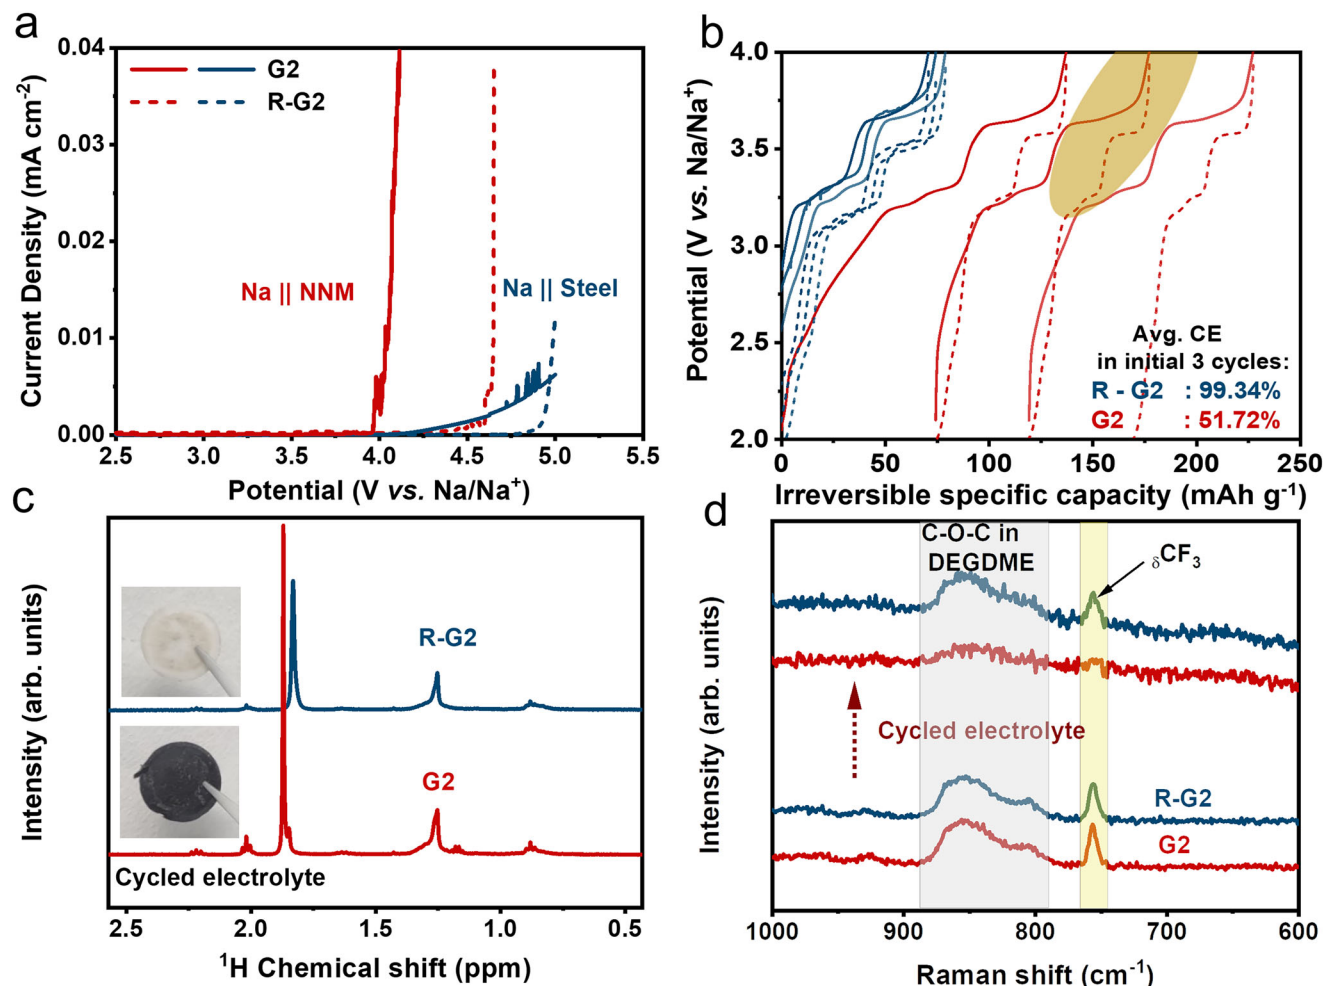 a
0.04
0.03
0.02
0.01
0.00
Current Density (mA cm⁻²)
G2
R-G2
Na || NNM
Na || Steel
2.5 3.0 3.5 4.0 4.5 5.0 5.5
Potential (V vs. Na/Na⁺)
b
4.0
3.5
3.0
2.5
2.0
Potential (V vs. Na/Na⁺)
Avg. CE
in initial 3 cycles:
R - G2 : 99.34%
G2 : 51.72%
0 50 100 150 200 250
Irreversible specific capacity (mAh g⁻¹)
c
Intensity (arb. units)
R-G2
G2
Cycled electrolyte
2.5 2.0 1.5 1.0 0.5
¹H Chemical shift (ppm)
d
Intensity (arb. units)
C-O-C in
DEGDME
δCF₃
Cycled electrolyte
R-G2
G2
1000 900 800 700 600
Raman shift (cm⁻¹)